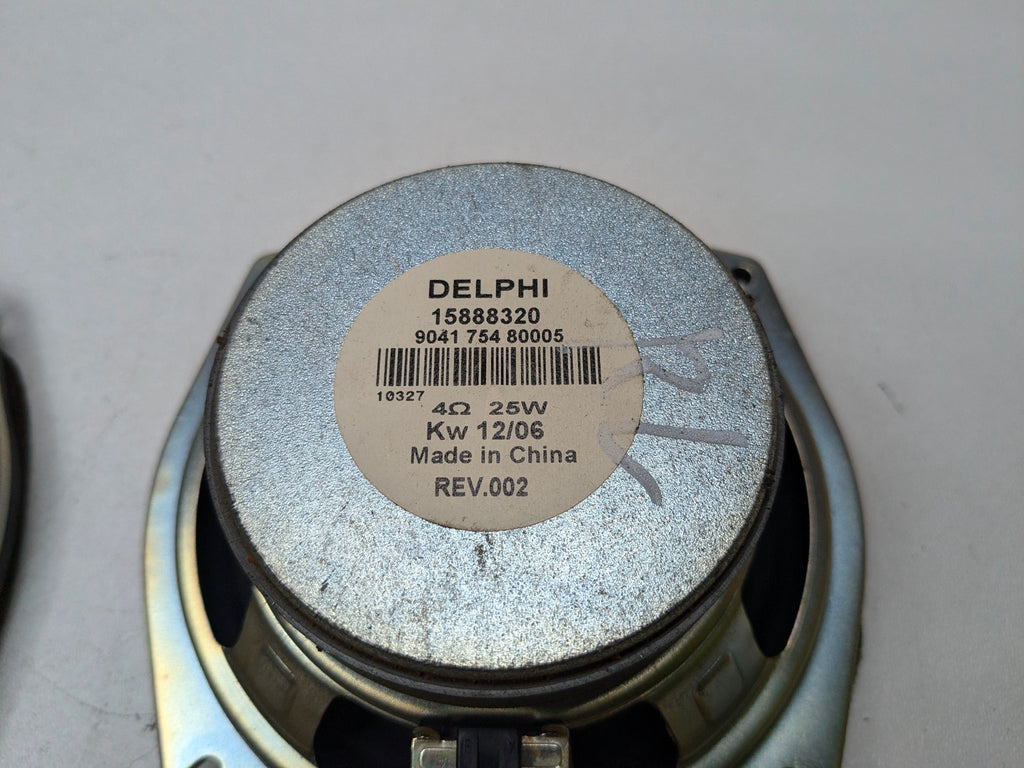 DELPHI
15888320
9041 754 80005
10327
4Ω 25W
Kw 12/06
Made in China
REV.002